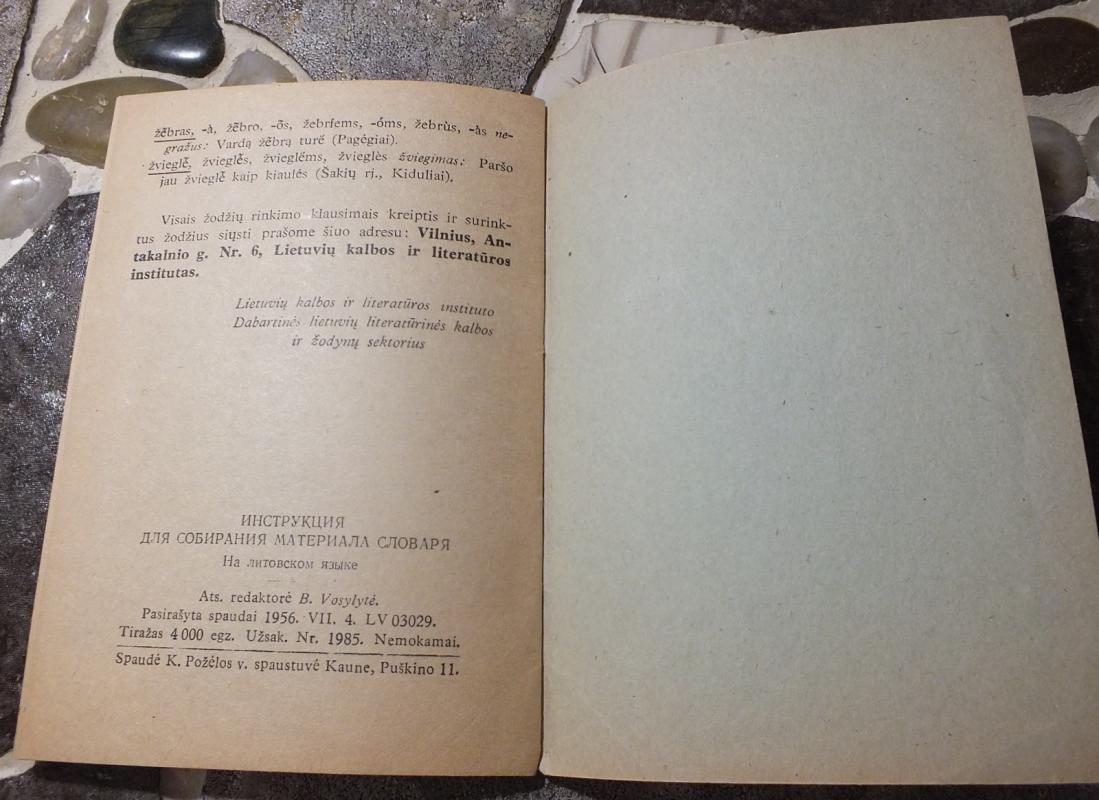 žẽbras, -à, žẽbro, -õs, žebríems, -óms, žebrùs, -às ne-
gražus: Vardą žẽbrą turė (Pagėgiai).
žvieglė̃, žvieglė̃s, žvieglė̃ms, žvieglès žviegimas: Paršo
jau žvieglė̃ kaip kiaulės (Šakių rj., Kiduliai).
Visais žodžių rinkimo klausimais kreiptis ir surink-
tus žodžius siųsti prašome šiuo adresu: Vilnius, An-
takalnio g. Nr. 6, Lietuvių kalbos ir literatūros
institutas.
Lietuvių kalbos ir literatūros instituto
Dabartinės lietuvių literatūrinės kalbos
ir žodynų sektorius
ИНСТРУКЦИЯ
ДЛЯ СОБИРАНИЯ МАТЕРИАЛА СЛОВАРЯ
На литовском языке
Ats. redaktorė B. Vosylytė.
Pasirašyta spaudai 1956. VII. 4. LV 03029.
Tiražas 4 000 egz. Užsak. Nr. 1985. Nemokamai.
Spaudė K. Požėlos v. spaustuvė Kaune, Puškino 11.